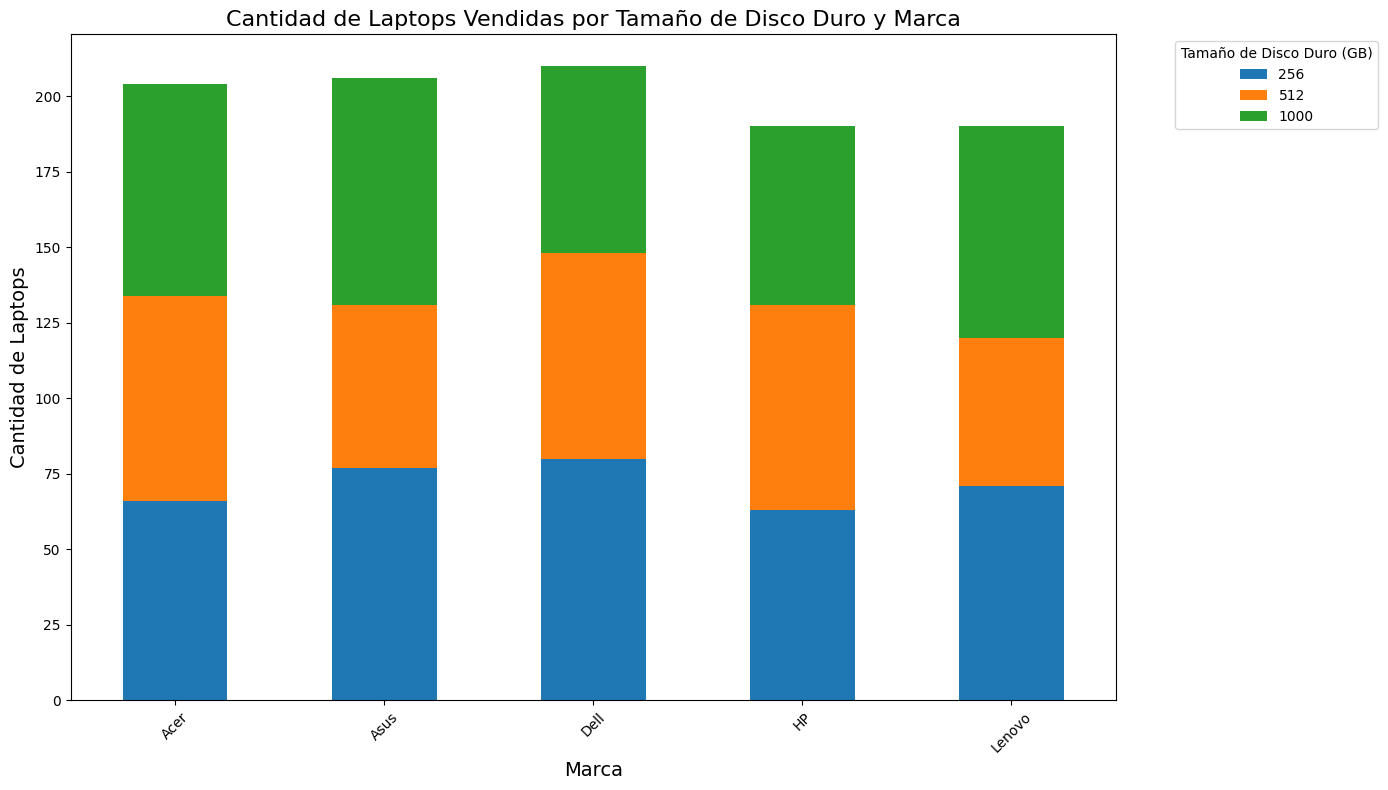 Cantidad de Laptops Vendidas por Tamaño de Disco Duro y Marca
Tamaño de Disco Duro (GB)
256
512
1000
Cantidad de Laptops
200
175
150
125
100
75
50
25
0
Acer
Asus
Dell
HP
Lenovo
Marca